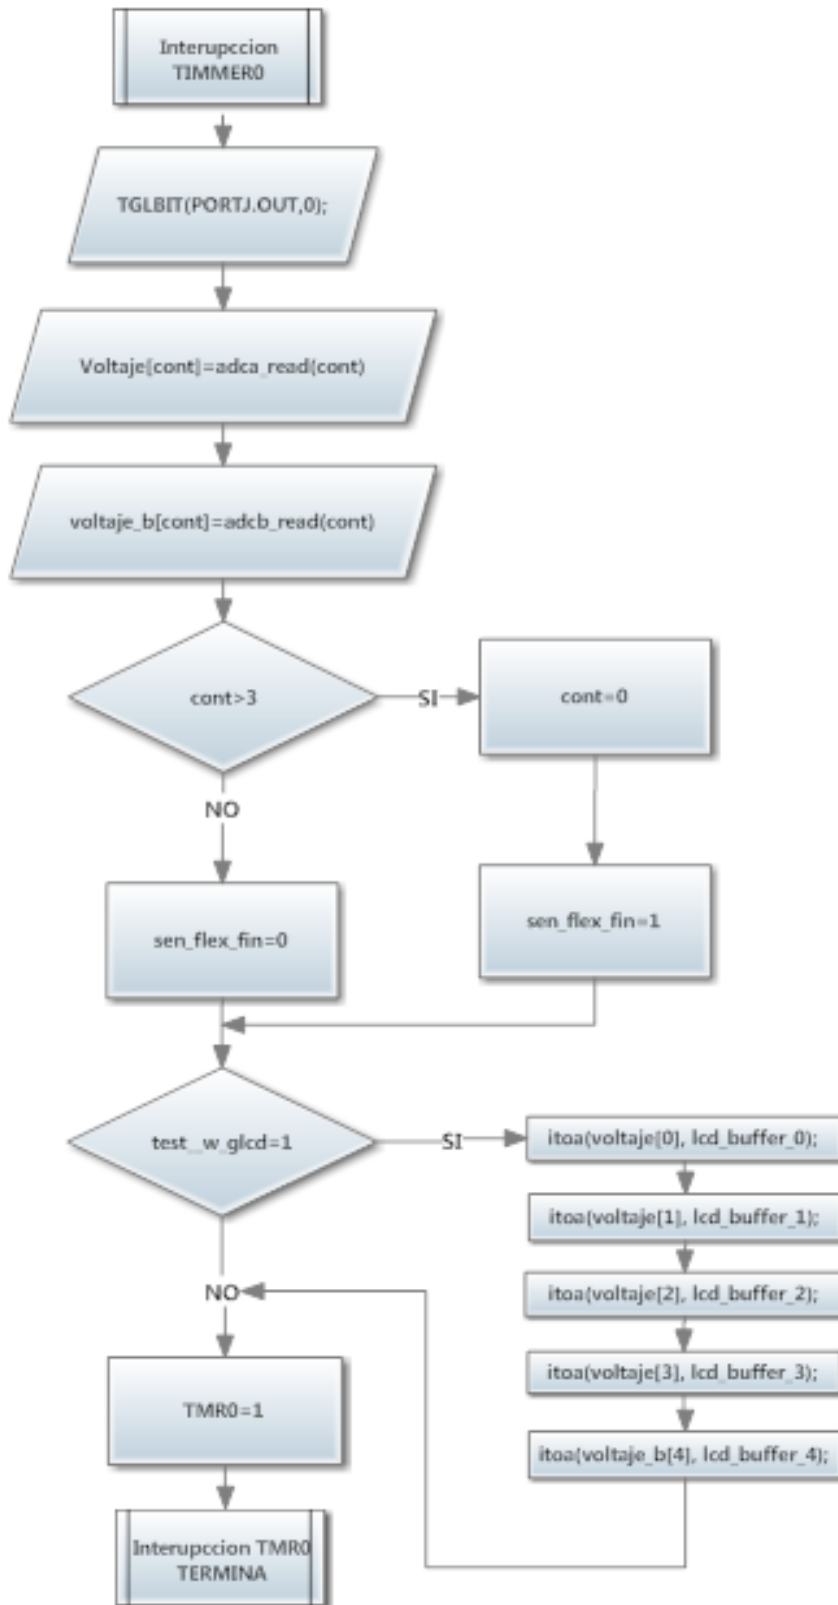 Interupccion
TIMMER0
TGLBIT(PORTJ.OUT,0);
Voltaje[cont]=adca_read(cont)
voltaje_b[cont]=adcb_read(cont)
cont>3
SI
cont=0
NO
sen_flex_fin=0
sen_flex_fin=1
test__w_glcd=1
SI
itoa(voltaje[0], lcd_buffer_0);
itoa(voltaje[1], lcd_buffer_1);
itoa(voltaje[2], lcd_buffer_2);
itoa(voltaje[3], lcd_buffer_3);
itoa(voltaje_b[4], lcd_buffer_4);
NO
TMR0=1
Interupccion TMR0
TERMINA